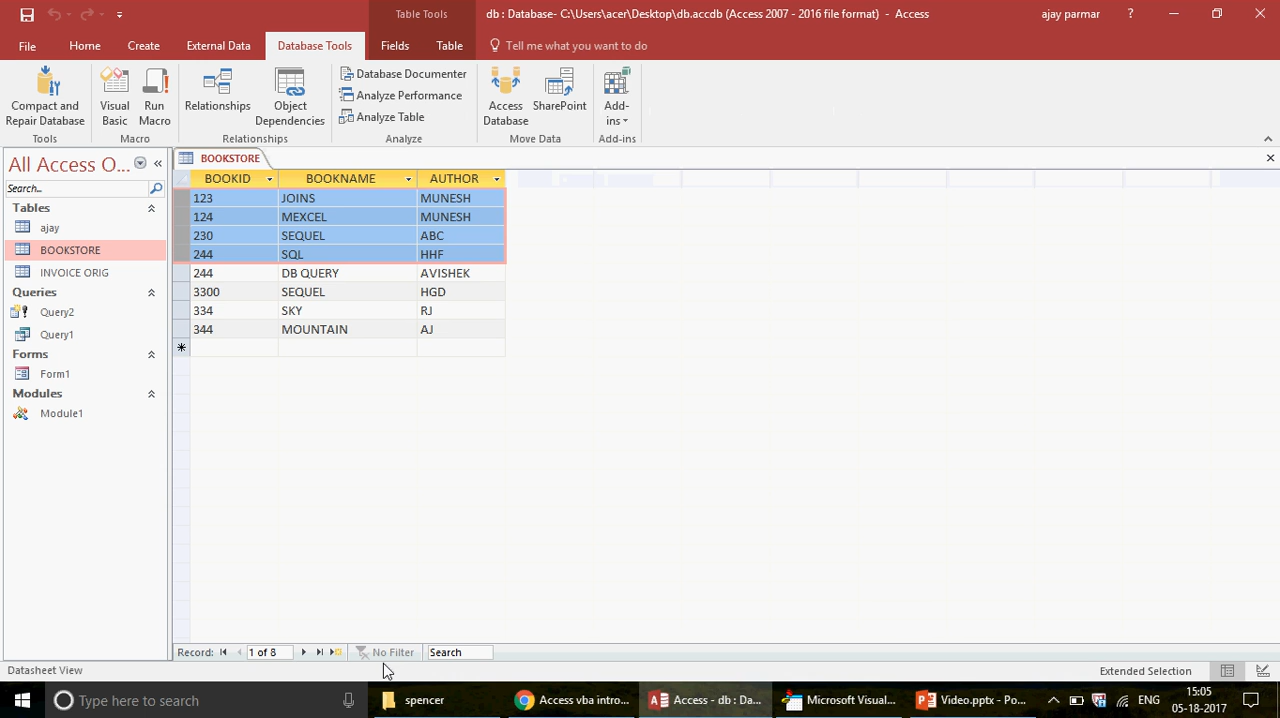 Table Tools
db : Database- C:\Users\acer\Desktop\db.accdb (Access 2007 - 2016 file format) - Access
ajay parmar
?
File
Home
Create
External Data
Database Tools
Fields
Table
Tell me what you want to do
Compact and Repair Database
Visual Basic
Run Macro
Relationships
Object Dependencies
Database Documenter
Analyze Performance
Analyze Table
Access Database
SharePoint
Add-ins
Tools
Macro
Relationships
Analyze
Move Data
Add-ins
All Access O...
Search...
Tables
ajay
BOOKSTORE
INVOICE ORIG
Queries
Query2
Query1
Forms
Form1
Modules
Module1
BOOKSTORE
BOOKID BOOKNAME AUTHOR
123 JOINS MUNESH
124 MEXCEL MUNESH
230 SEQUEL ABC
244 SQL HHF
244 DB QUERY AVISHEK
3300 SEQUEL HGD
334 SKY RJ
344 MOUNTAIN AJ
Record: 1 of 8 No Filter Search
Datasheet View
Extended Selection
Type here to search
spencer
Access vba intro...
Access - db : Da...
Microsoft Visual...
Video.pptx - Po...
ENG
15:05
05-18-2017